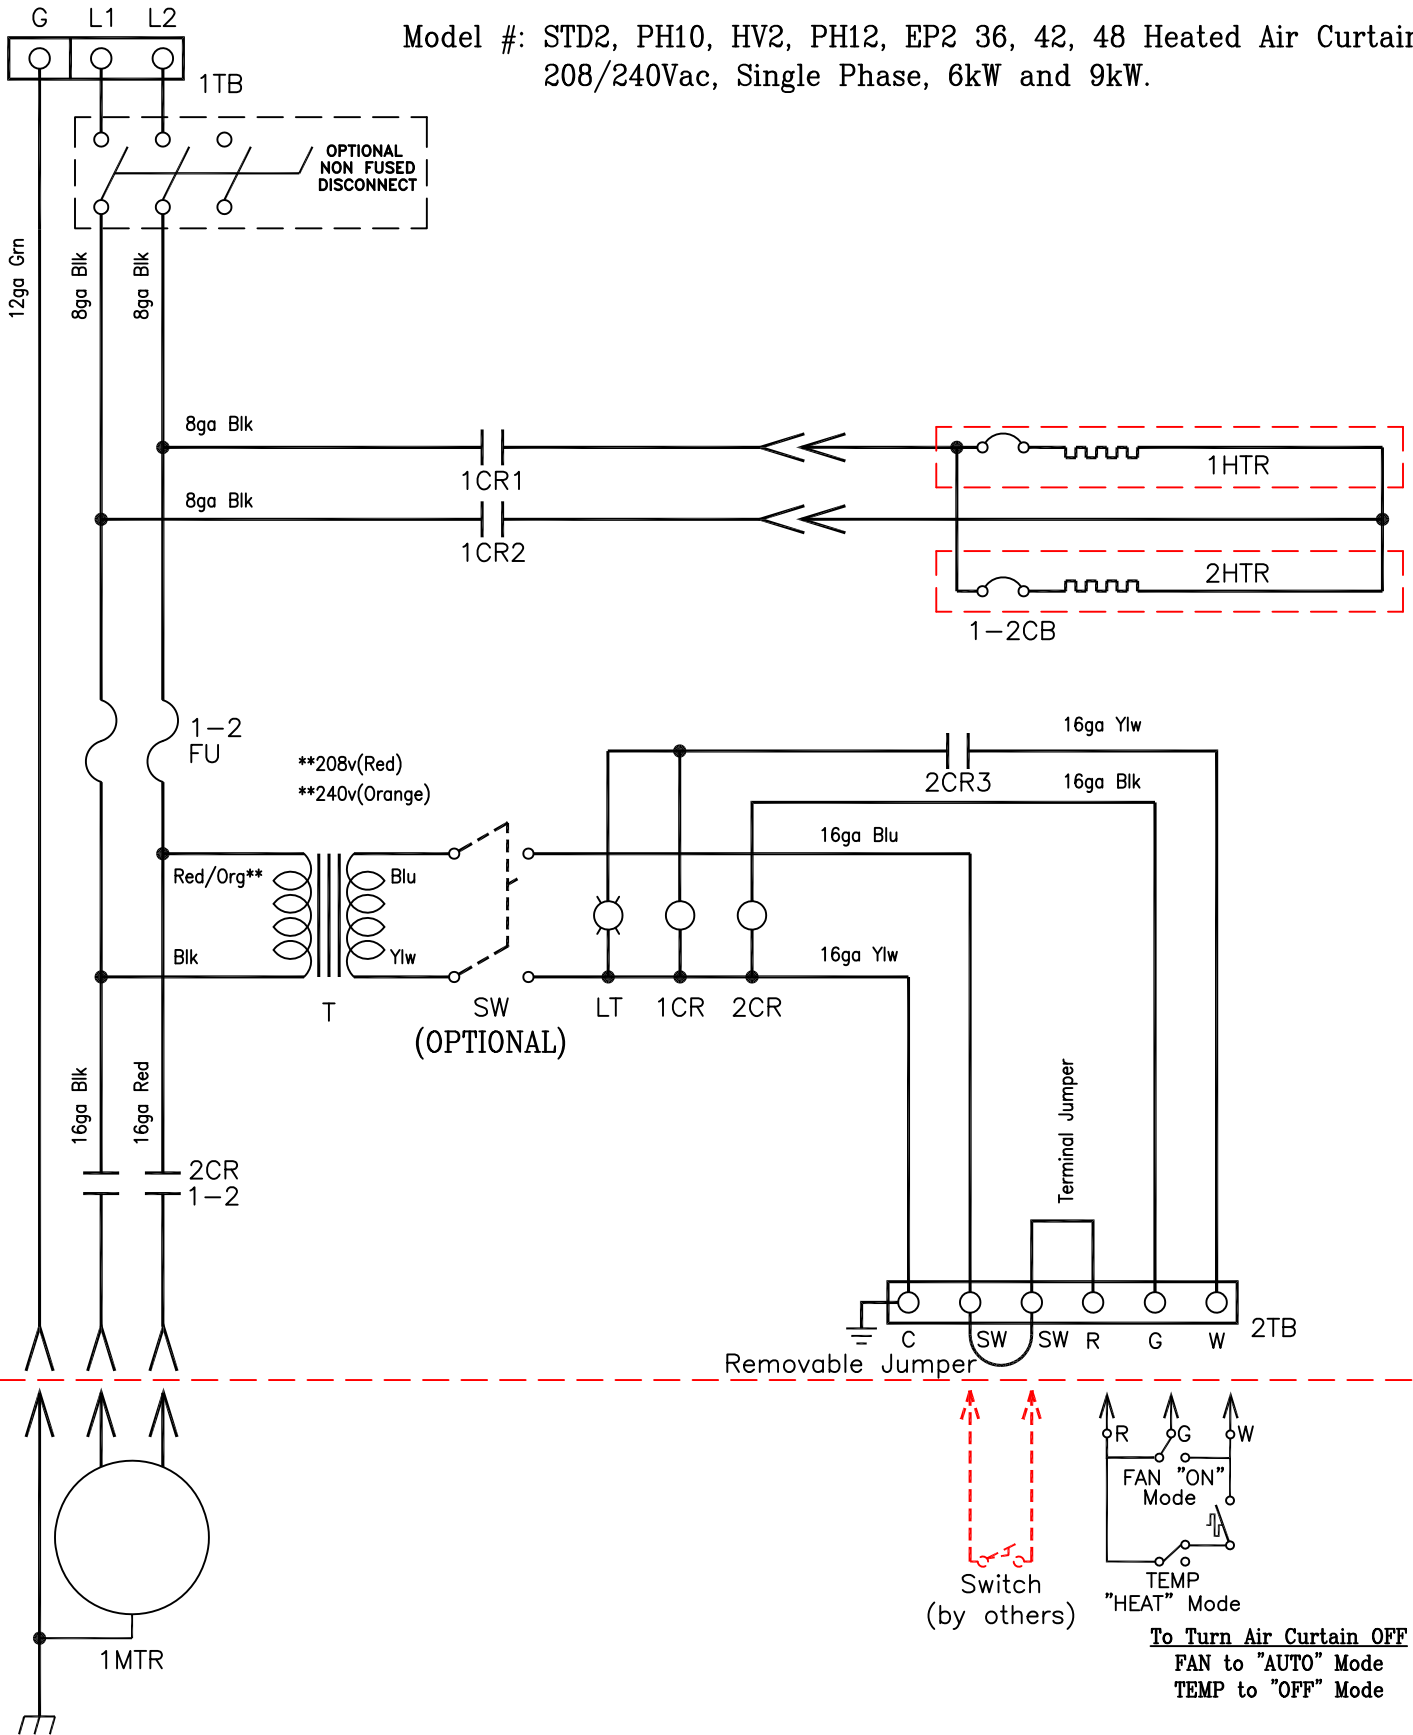 G L1 L2
Model #: STD2, PH10, HV2, PH12, EP2 36, 42, 48 Heated Air Curtain
208/240Vac, Single Phase, 6kW and 9kW.
1TB
OPTIONAL
NON FUSED
DISCONNECT
12ga Grn
8ga Blk
8ga Blk
8ga Blk
1CR1
1HTR
8ga Blk
1CR2
2HTR
1-2CB
1-2
FU
**208v(Red)
**240v(Orange)
16ga Ylw
2CR3
16ga Blk
16ga Blu
Red/Org**
Blu
Blk
Ylw
16ga Ylw
T
SW
(OPTIONAL)
LT
1CR
2CR
16ga Blk
16ga Red
Terminal Jumper
2CR
1-2
C SW SW R G W
2TB
Removable Jumper
R G W
FAN "ON"
Mode
Switch
(by others)
TEMP
"HEAT" Mode
To Turn Air Curtain OFF
FAN to "AUTO" Mode
TEMP to "OFF" Mode
1MTR